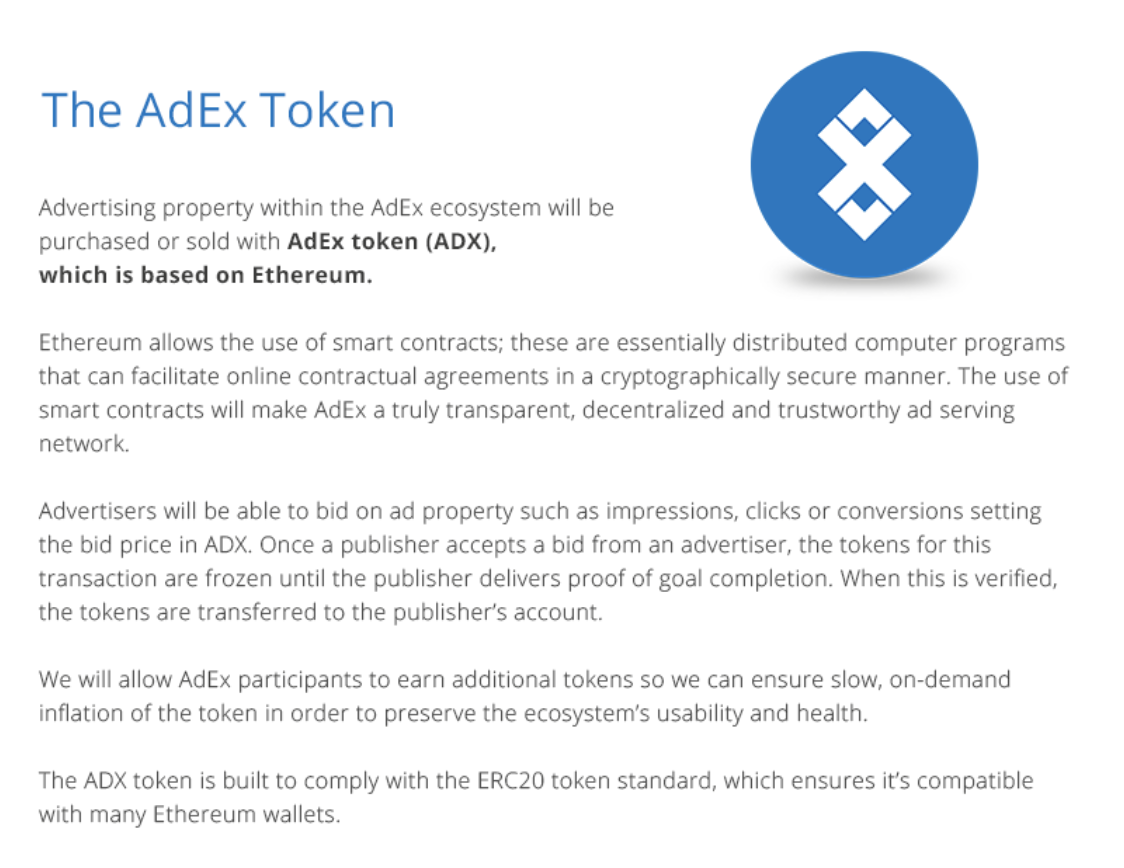 The AdEx Token
Advertising property within the AdEx ecosystem will be
purchased or sold with AdEx token (ADX),
which is based on Ethereum.
Ethereum allows the use of smart contracts; these are essentially distributed computer programs
that can facilitate online contractual agreements in a cryptographically secure manner. The use of
smart contracts will make AdEx a truly transparent, decentralized and trustworthy ad serving
network.
Advertisers will be able to bid on ad property such as impressions, clicks or conversions setting
the bid price in ADX. Once a publisher accepts a bid from an advertiser, the tokens for this
transaction are frozen until the publisher delivers proof of goal completion. When this is verified,
the tokens are transferred to the publisher’s account.
We will allow AdEx participants to earn additional tokens so we can ensure slow, on-demand
inflation of the token in order to preserve the ecosystem’s usability and health.
The ADX token is built to comply with the ERC20 token standard, which ensures it’s compatible
with many Ethereum wallets.